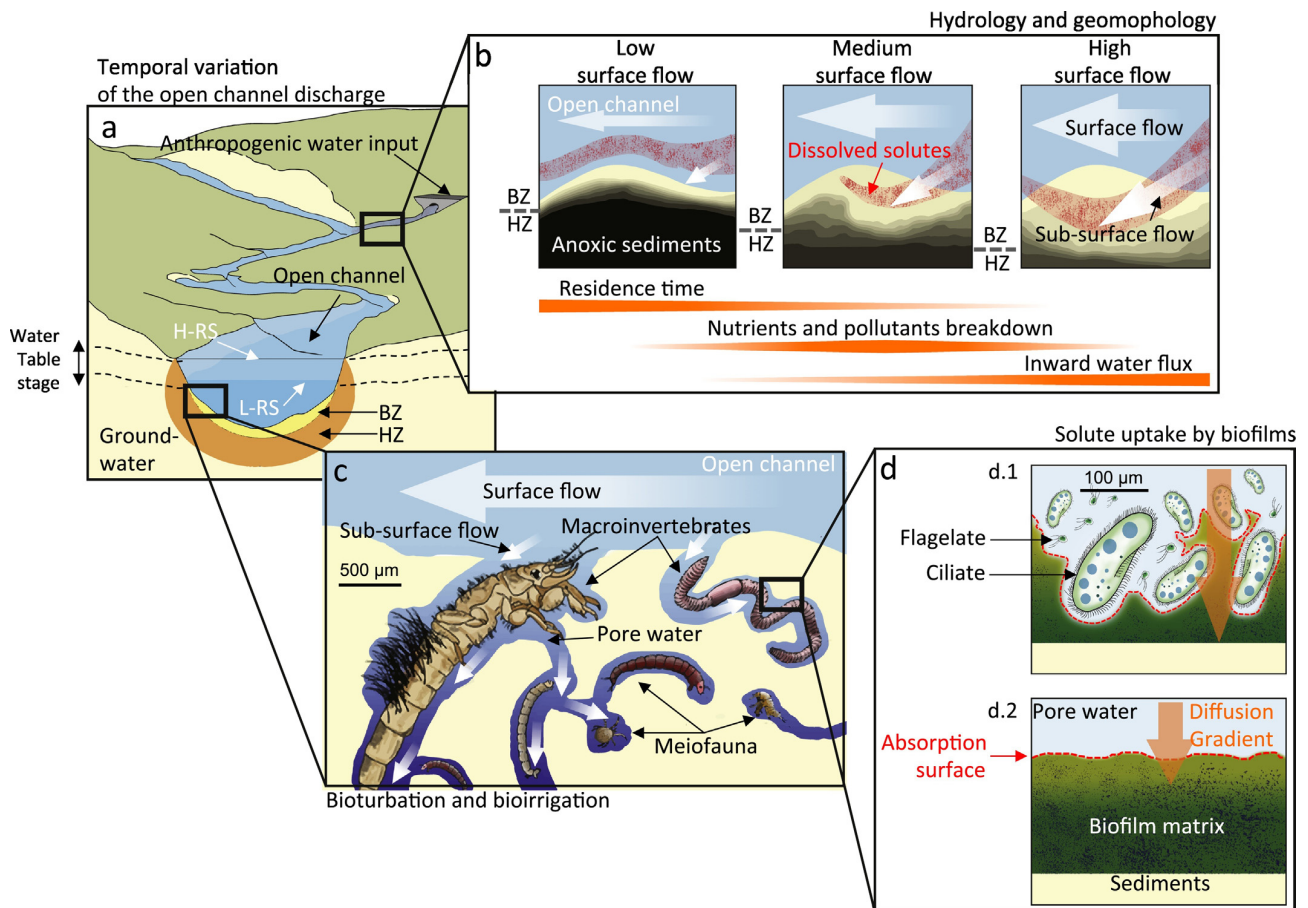 Hydrology and geomophology
Temporal variation
of the open channel discharge
a
Anthropogenic water input
Open channel
H-RS
Water
Table
stage
L-RS
BZ
HZ
Ground-
water
b
Low
surface flow
Medium
surface flow
High
surface flow
Open channel
Surface flow
Dissolved solutes
BZ
HZ
BZ
HZ
BZ
HZ
Anoxic sediments
Sub-surface flow
Residence time
Nutrients and pollutants breakdown
Inward water flux
c
Open channel
Surface flow
Sub-surface flow
Macroinvertebrates
500 µm
Pore water
Meiofauna
Bioturbation and bioirrigation
Solute uptake by biofilms
d
d.1
100 µm
Flagelate
Ciliate
d.2
Pore water
Diffusion
Gradient
Absorption
surface
Biofilm matrix
Sediments